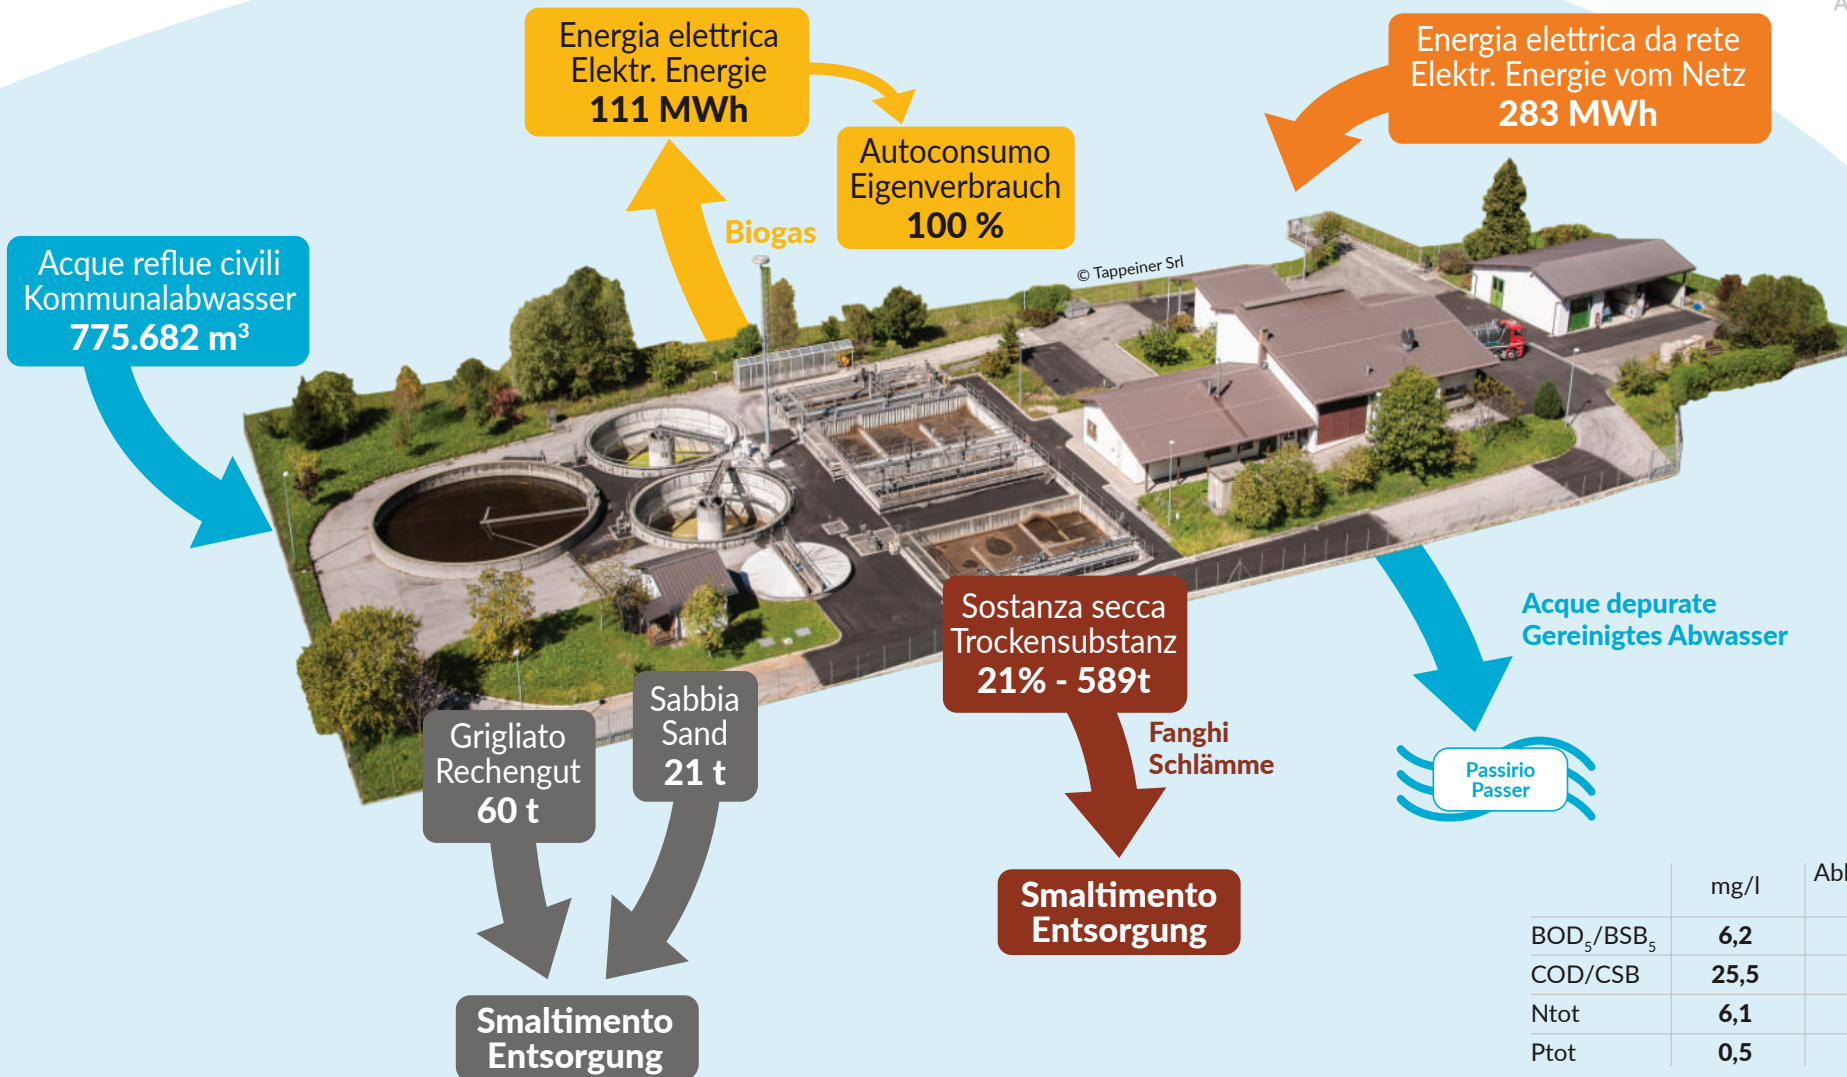 Energia elettrica
Elektr. Energie
111 MWh
Energia elettrica da rete
Elektr. Energie vom Netz
283 MWh
Autoconsumo
Eigenverbrauch
100 %
Biogas
Acque reflue civili
Kommunalabwasser
775.682 m³
© Tappeiner Srl
Sostanza secca
Trockensubstanz
21% - 589t
Acque depurate
Gereinigtes Abwasser
Sabbia
Sand
21 t
Grigliato
Rechengut
60 t
Fanghi
Schlämme
Passirio
Passer
Smaltimento
Entsorgung
Smaltimento
Entsorgung
mg/l
BOD₅/BSB₅ 6,2
COD/CSB 25,5
Ntot 6,1
Ptot 0,5